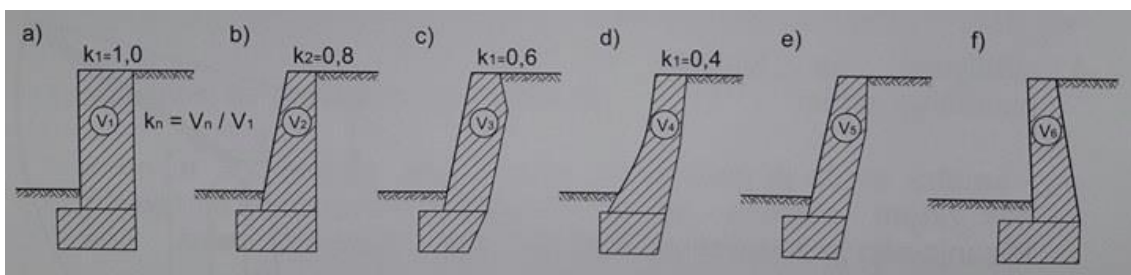 a)
k1=1,0
V1
kn = Vn / V1
b)
k2=0,8
V2
c)
k1=0,6
V3
d)
k1=0,4
V4
e)
V5
f)
V6